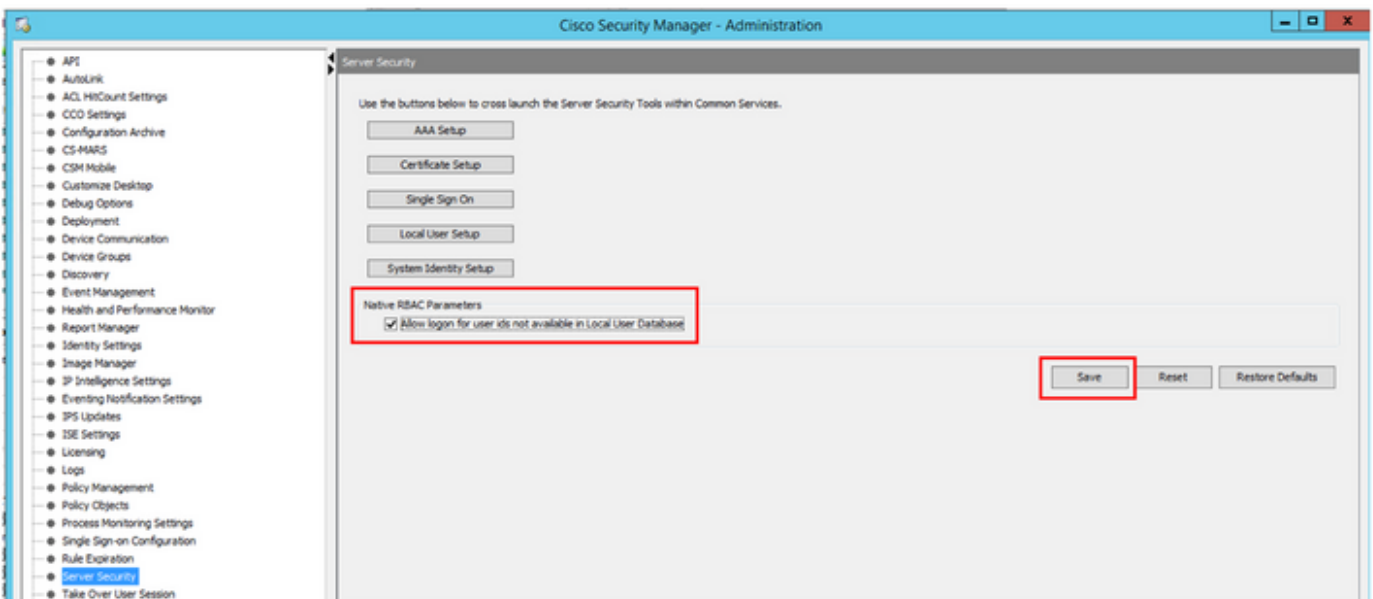 Cisco Security Manager - Administration
API
AutoLink
ACL HitCount Settings
CCO Settings
Configuration Archive
CS-MARS
CSM Mobile
Customize Desktop
Debug Options
Deployment
Device Communication
Device Groups
Discovery
Event Management
Health and Performance Monitor
Report Manager
Identity Settings
Image Manager
IP Intelligence Settings
Eventing Notification Settings
IPS Updates
ISE Settings
Licensing
Logs
Policy Management
Policy Objects
Process Monitoring Settings
Single Sign-on Configuration
Rule Expiration
Server Security
Take Over User Session
Server Security
Use the buttons below to cross launch the Server Security Tools within Common Services.
AAA Setup
Certificate Setup
Single Sign On
Local User Setup
System Identity Setup
Native RBAC Parameters
Allow logon for user ids not available in Local User Database
Save Reset Restore Defaults